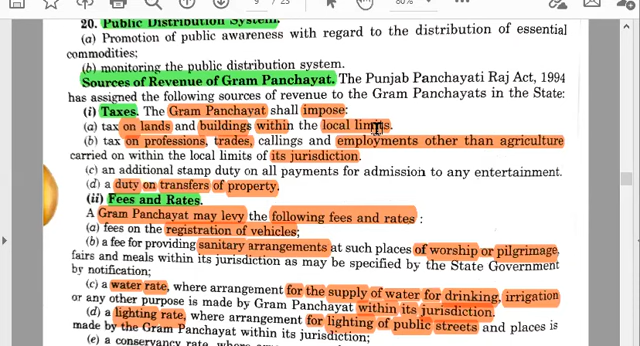 9 / 23
80%
20. Public Distribution System.
(a) Promotion of public awareness with regard to the distribution of essential
commodities;
(b) monitoring the public distribution system.
Sources of Revenue of Gram Panchayat. The Punjab Panchayati Raj Act, 1994
has assigned the following sources of revenue to the Gram Panchayats in the State:
(i) Taxes. The Gram Panchayat shall impose:
(a) tax on lands and buildings within the local limits.
(b) tax on professions, trades, callings and employments other than agriculture
carried on within the local limits of its jurisdiction.
(c) an additional stamp duty on all payments for admission to any entertainment.
(d) a duty on transfers of property.
(ii) Fees and Rates.
A Gram Panchayat may levy the following fees and rates :
(a) fees on the registration of vehicles;
(b) a fee for providing sanitary arrangements at such places of worship or pilgrimage,
fairs and meals within its jurisdiction as may be specified by the State Government
by notification;
(c) a water rate, where arrangement for the supply of water for drinking, irrigation
or any other purpose is made by Gram Panchayat within its jurisdiction.
(d) a lighting rate, where arrangement for lighting of public streets and places is
made by the Gram Panchayat within its jurisdiction;
(e) a conservancy rate, where